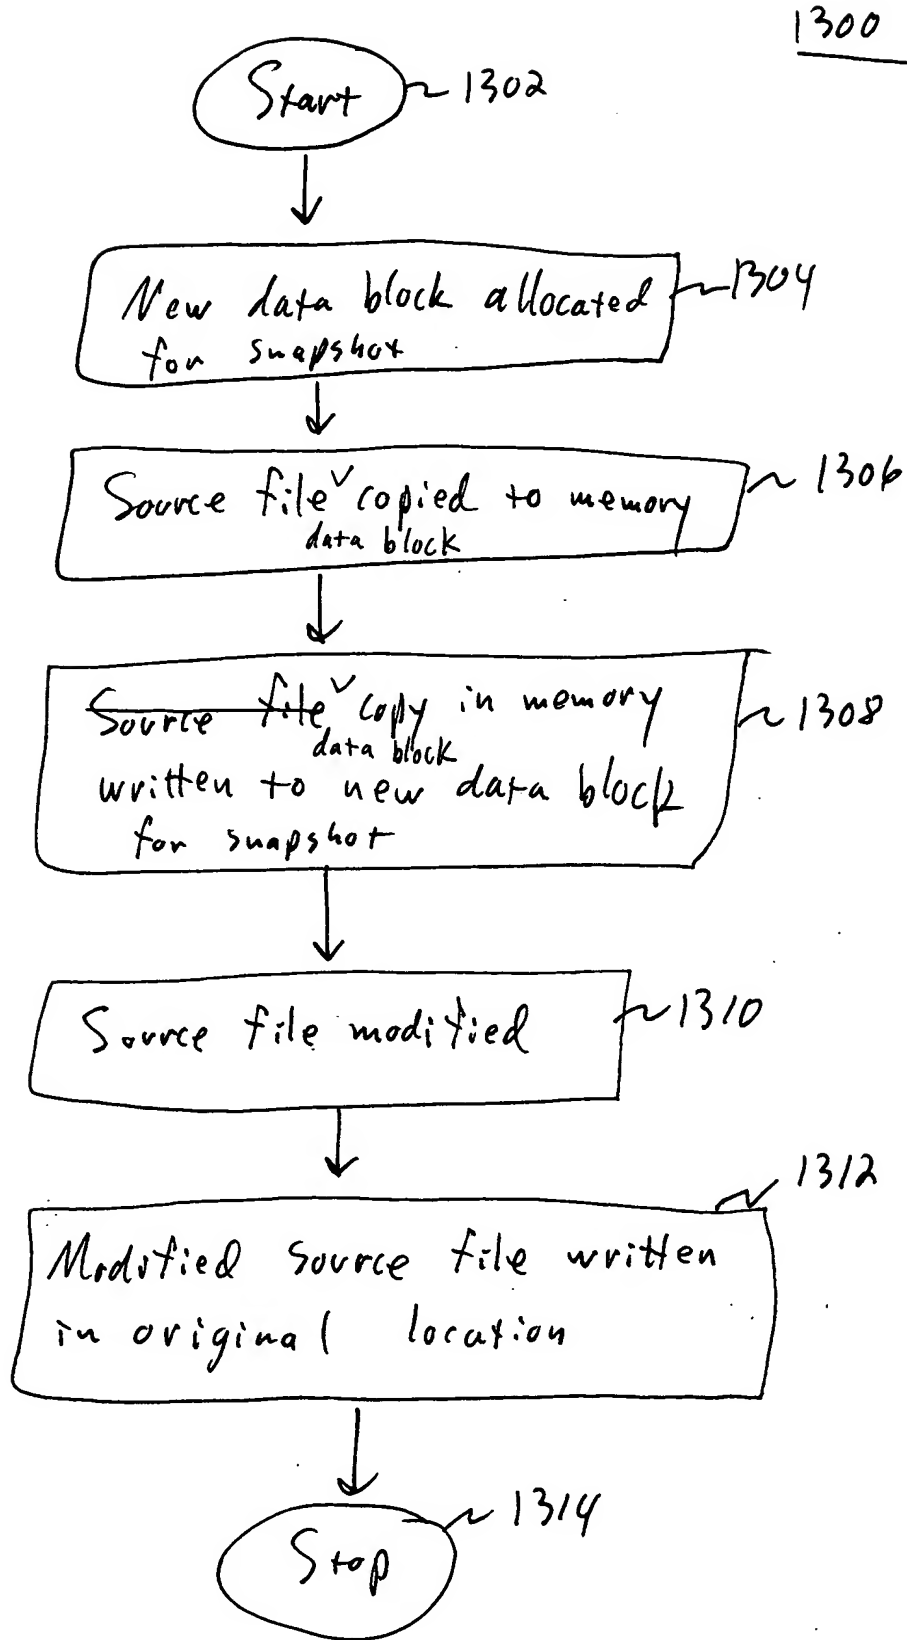 1300
Start 1302
New data block allocated 1304
for snapshot
Source file ✓ copied to memory 1306
data block
Source file ✓ copy in memory 1308
data block
written to new data block
for snapshot
Source file modified 1310
1312
Modified source file written
in original location
1314
Stop